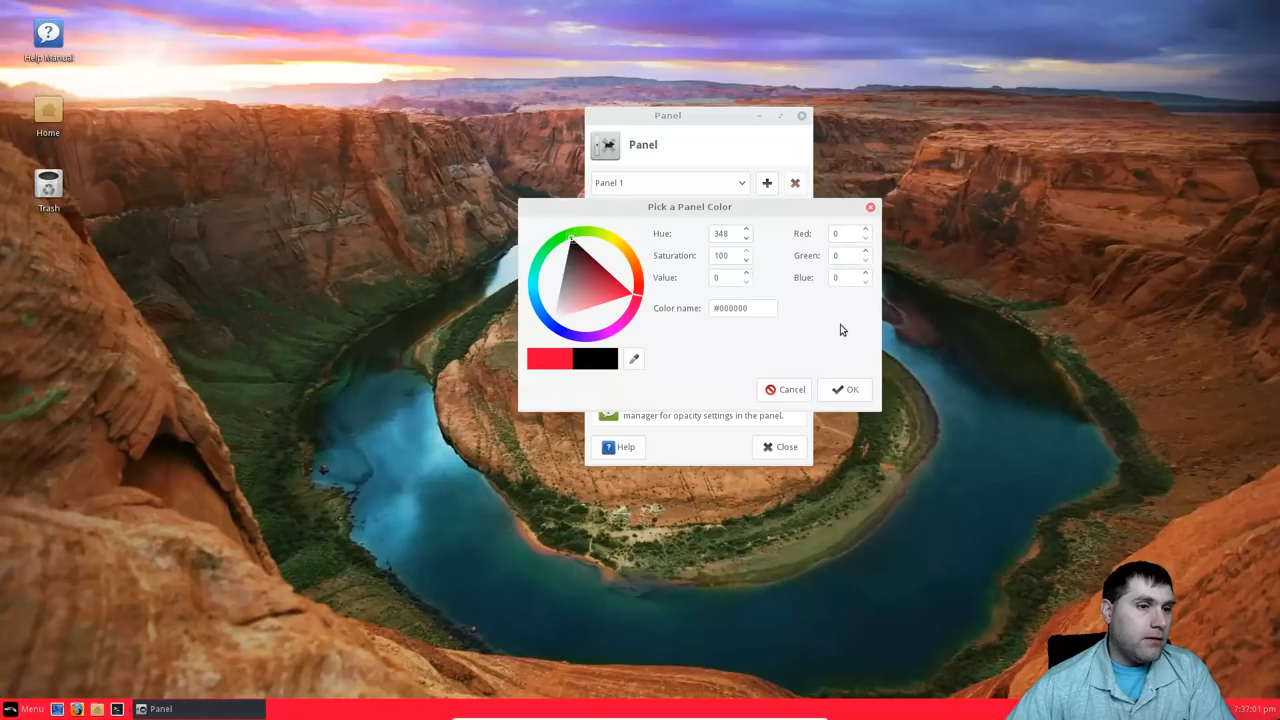 Help Manual
Home
Trash
Panel
Panel
Panel 1
Pick a Panel Color
Hue: 348 Red: 0
Saturation: 100 Green: 0
Value: 0 Blue: 0
Color name: #000000
Cancel OK
manager for opacity settings in the panel.
Help Close
Menu Panel 7:37:01 pm